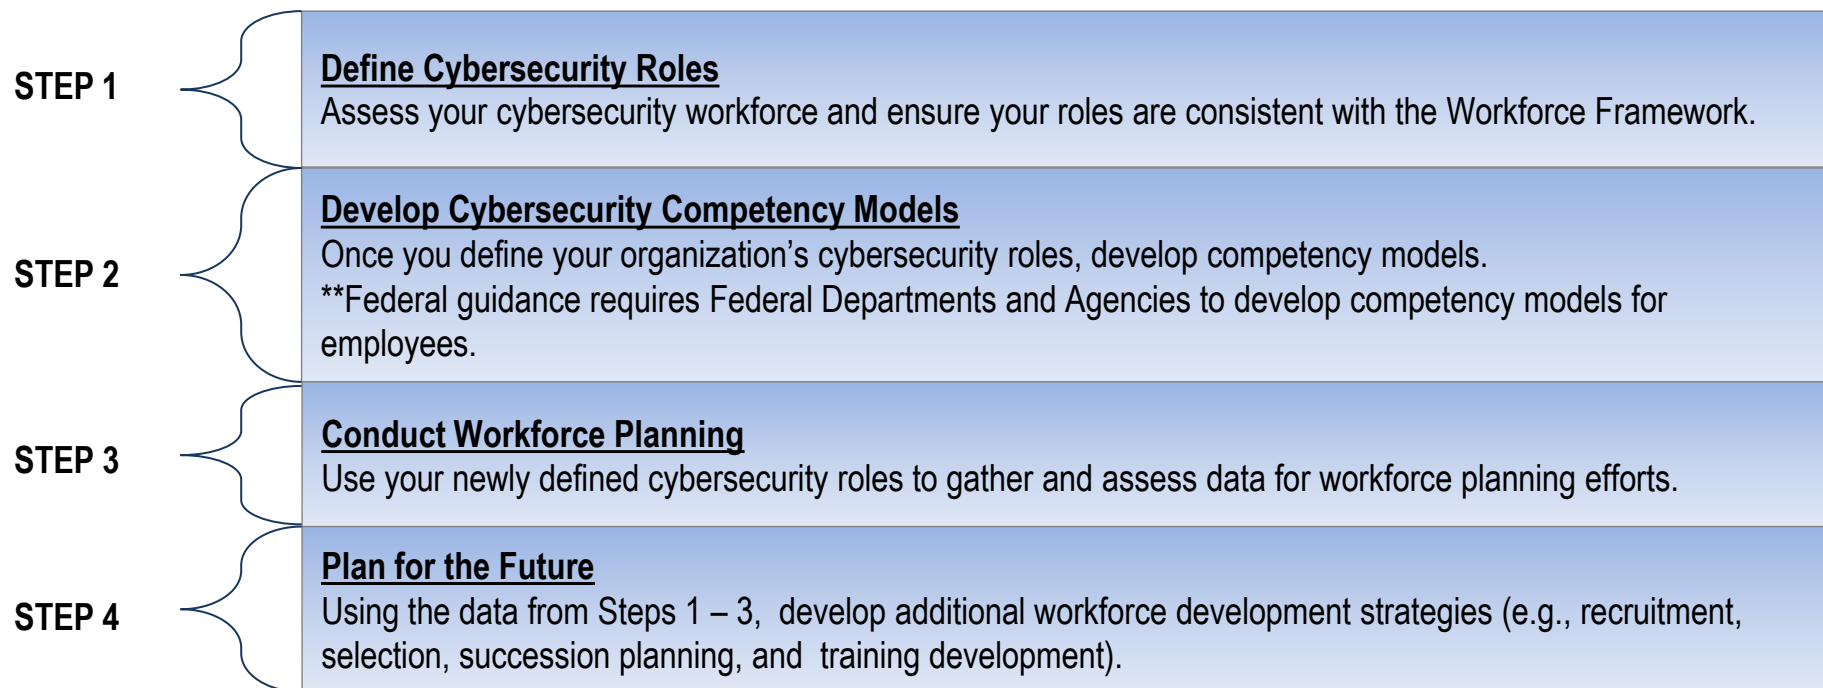 STEP 1
Define Cybersecurity Roles
Assess your cybersecurity workforce and ensure your roles are consistent with the Workforce Framework.
STEP 2
Develop Cybersecurity Competency Models
Once you define your organization’s cybersecurity roles, develop competency models.
**Federal guidance requires Federal Departments and Agencies to develop competency models for
employees.
STEP 3
Conduct Workforce Planning
Use your newly defined cybersecurity roles to gather and assess data for workforce planning efforts.
STEP 4
Plan for the Future
Using the data from Steps 1 – 3,  develop additional workforce development strategies (e.g., recruitment,
selection, succession planning, and  training development).